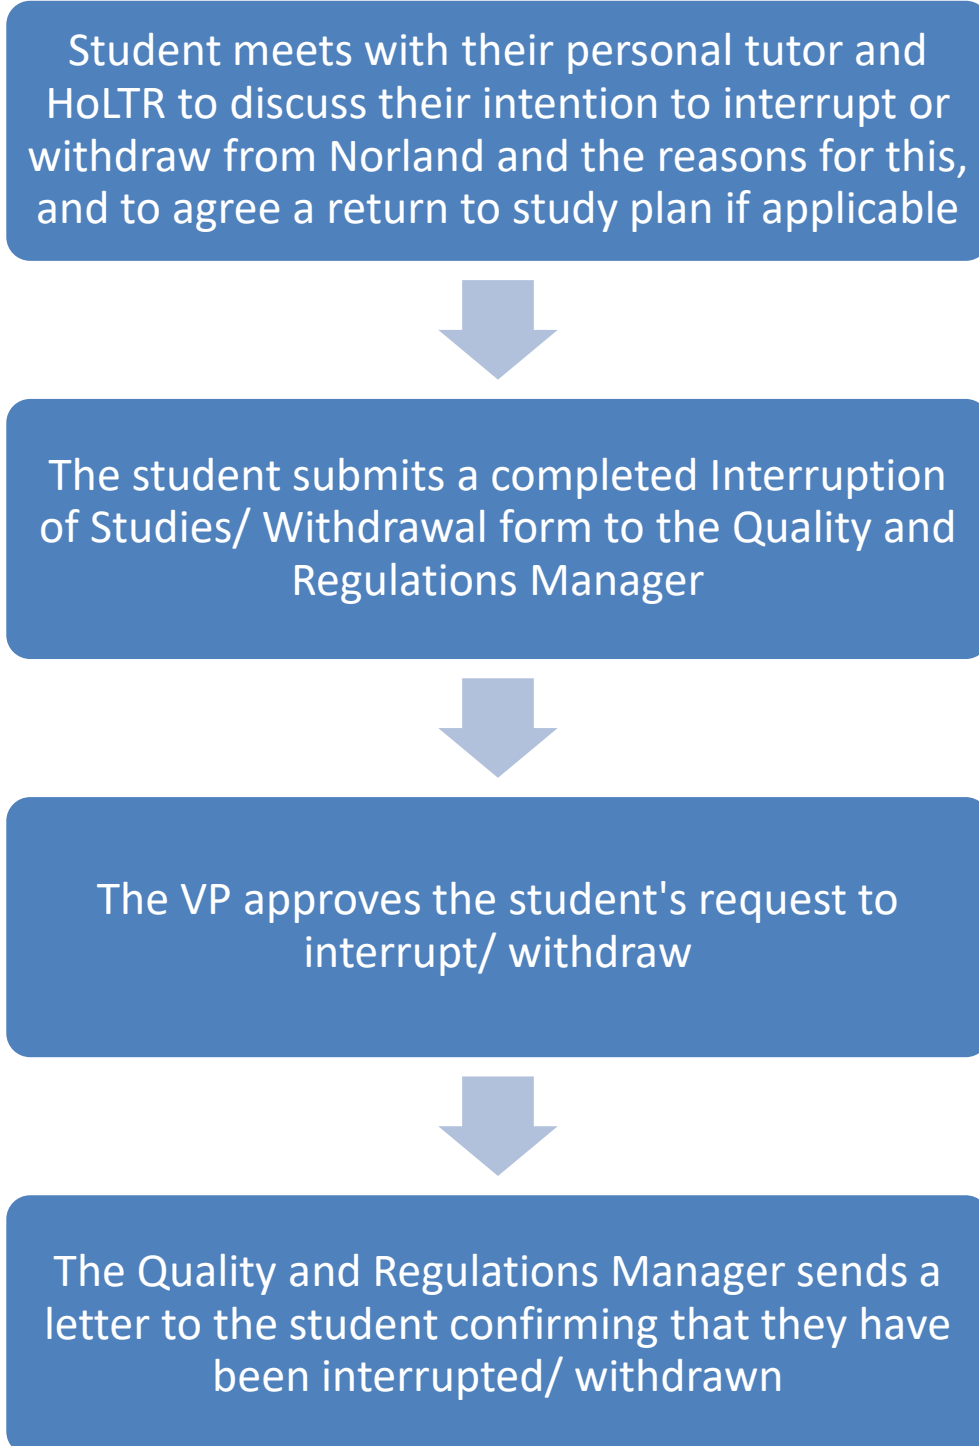 Student meets with their personal tutor and
HoLTR to discuss their intention to interrupt or
withdraw from Norland and the reasons for this,
and to agree a return to study plan if applicable
The student submits a completed Interruption
of Studies/ Withdrawal form to the Quality and
Regulations Manager
The VP approves the student's request to
interrupt/ withdraw
The Quality and Regulations Manager sends a
letter to the student confirming that they have
been interrupted/ withdrawn